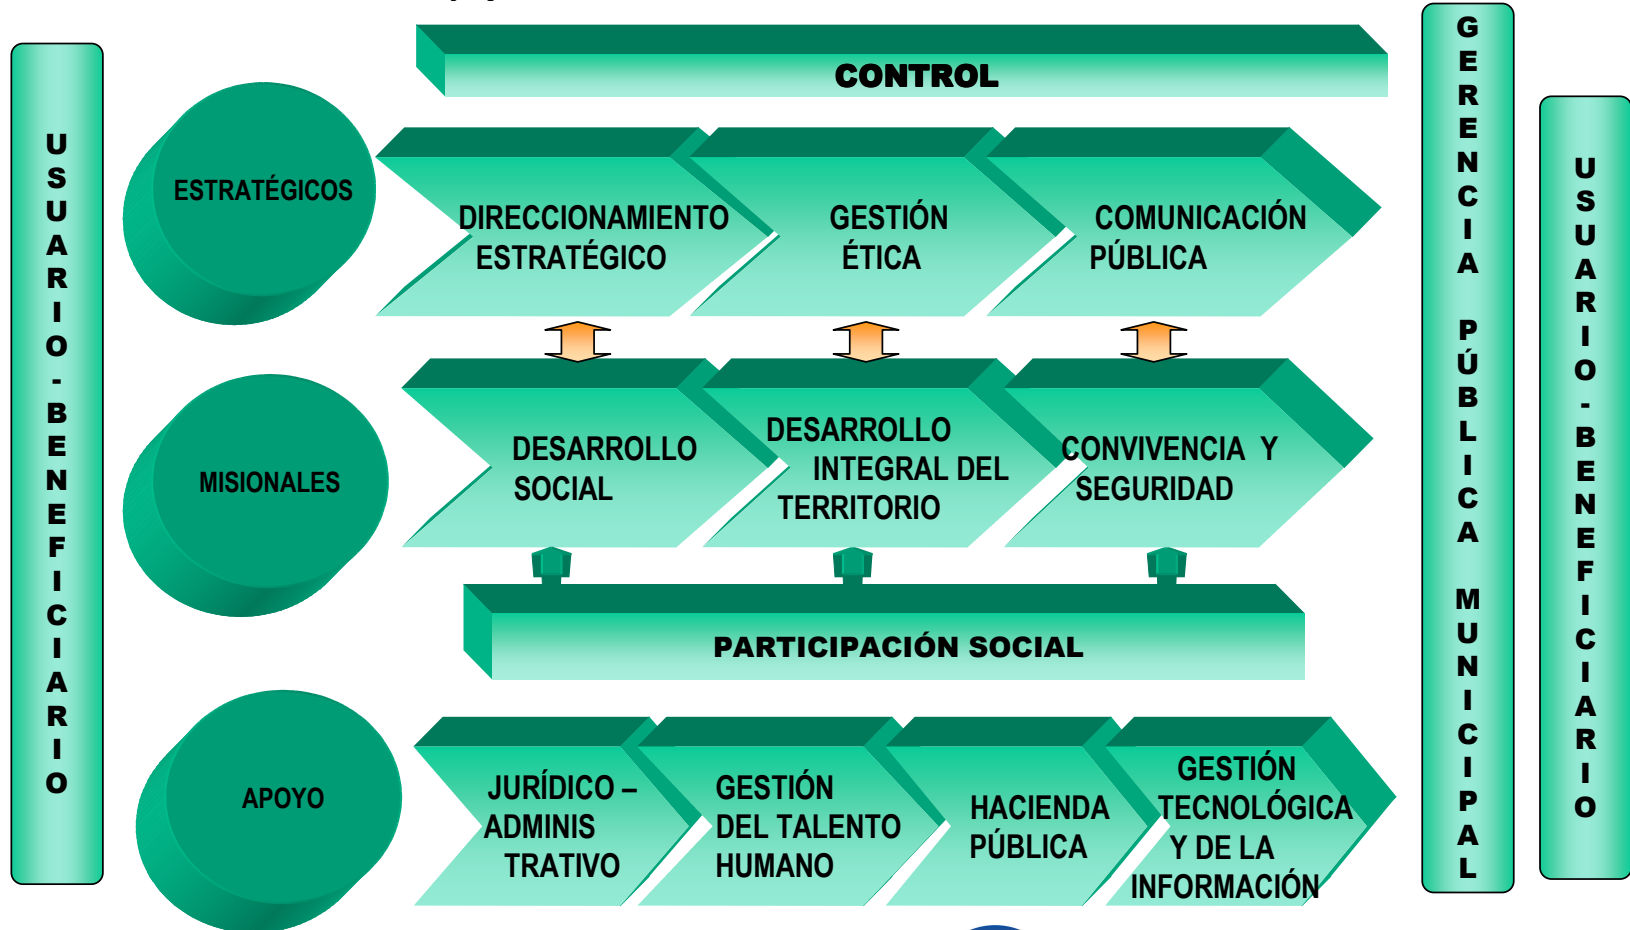 USUARIO-BENEFICIARIO
CONTROL
ESTRATÉGICOS
DIRECCIONAMIENTO
ESTRATÉGICO
GESTIÓN
ÉTICA
COMUNICACIÓN
PÚBLICA
MISIONALES
DESARROLLO
SOCIAL
DESARROLLO
INTEGRAL DEL
TERRITORIO
CONVIVENCIA Y
SEGURIDAD
PARTICIPACIÓN SOCIAL
APOYO
JURÍDICO –
ADMINIS
TRATIVO
GESTIÓN
DEL TALENTO
HUMANO
HACIENDA
PÚBLICA
GESTIÓN
TECNOLÓGICA
Y DE LA
INFORMACIÓN
GERENCIA PÚBLICA MUNICIPAL
USUARIO-BENEFICIARIO